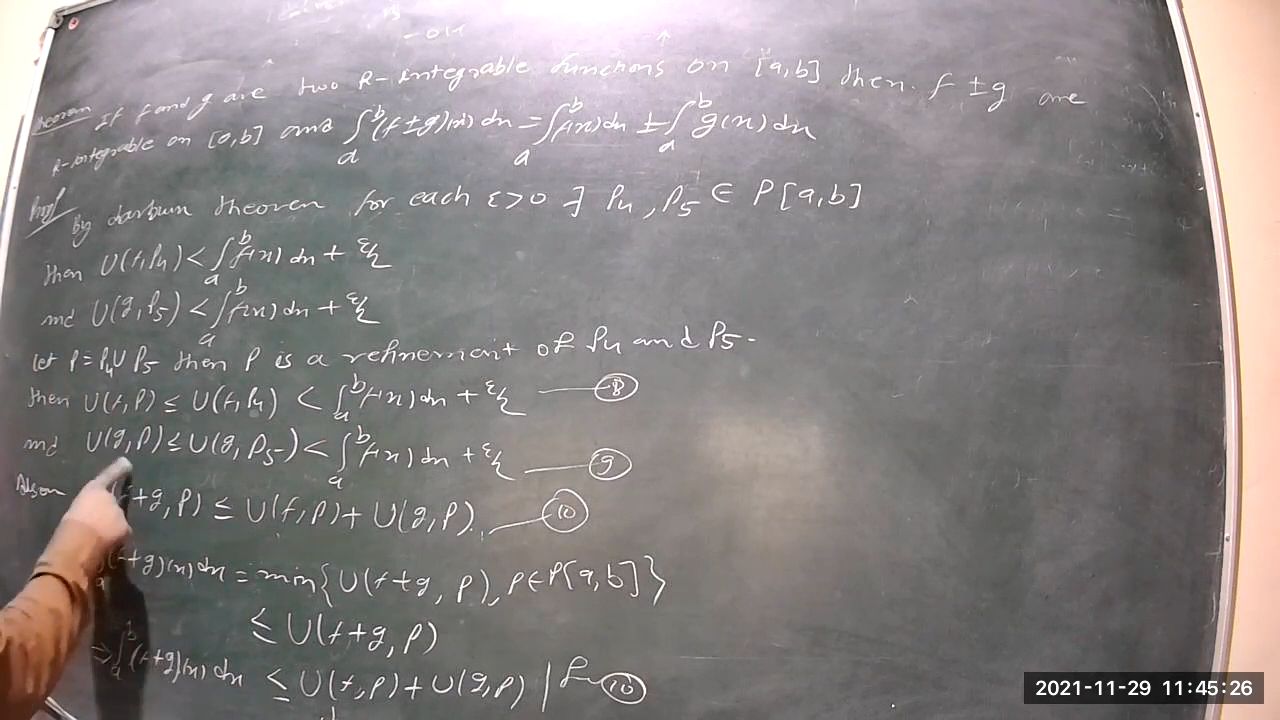 Theorem If f and g are two R-integrable functions on [a,b] then f ± g are
R-integrable on [a,b] and ∫_a^b (f±g)(x) dx = ∫_a^b f(x) dx ± ∫_a^b g(x) dx
Proof
By darbum theorem for each ε>0 ∃ P₄, P₅ ∈ P[a,b]
then U(f,P₄) < ∫_a^b f(x) dx + ε/2
and U(g,P₅) < ∫_a^b f(x) dx + ε/2
let P = P₄ ∪ P₅ then P is a refinement of P₄ and P₅.
then U(f,P) ≤ U(f,P₄) < ∫_a^b f(x) dx + ε/2 — 8
and U(g,P) ≤ U(g,P₅) < ∫_a^b f(x) dx + ε/2 — 9
+g,P) ≤ U(f,P) + U(g,P) — 10
(f+g)(x) dx = min{U(f+g, P), P∈P[a,b]}
≤ U(f+g,P)
⇒ ∫_a^b (f+g)(x) dx ≤ U(f,P) + U(g,P) | 10
2021-11-29 11:45:26